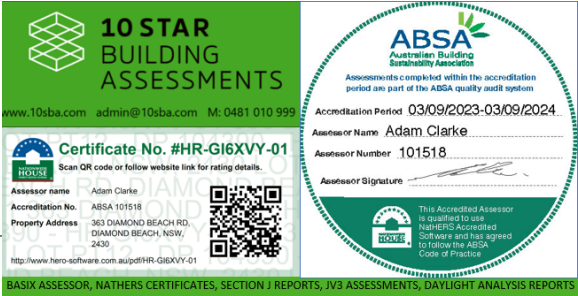 10 STAR
BUILDING
ASSESSMENTS
www.10sba.com admin@10sba.com M: 0481 010 999
Certificate No. #HR-GI6XVY-01
Scan QR code or follow website link for rating details.
Assessor name Adam Clarke
Accreditation No. ABSA 101518
Property Address 363 DIAMOND BEACH RD,
DIAMOND BEACH, NSW,
2430
http://www.hero-software.com.au/pdf/HR-GI6XVY-01
NATIONWIDE
HOUSE
ABSA
Australian Building
Sustainability Association
Assessments completed within the accreditation
period are part of the ABSA quality audit system
Accreditation Period 03/09/2023-03/09/2024
Assessor Name Adam Clarke
Assessor Number 101518
Assessor Signature
HOUSE
This Accredited Assessor
is qualified to use
NatHERS Accredited
Software and has agreed
to follow the ABSA
Code of Practice
BASIX ASSESSOR, NATHERS CERTIFICATES, SECTION J REPORTS, JV3 ASSESSMENTS, DAYLIGHT ANALYSIS REPORTS